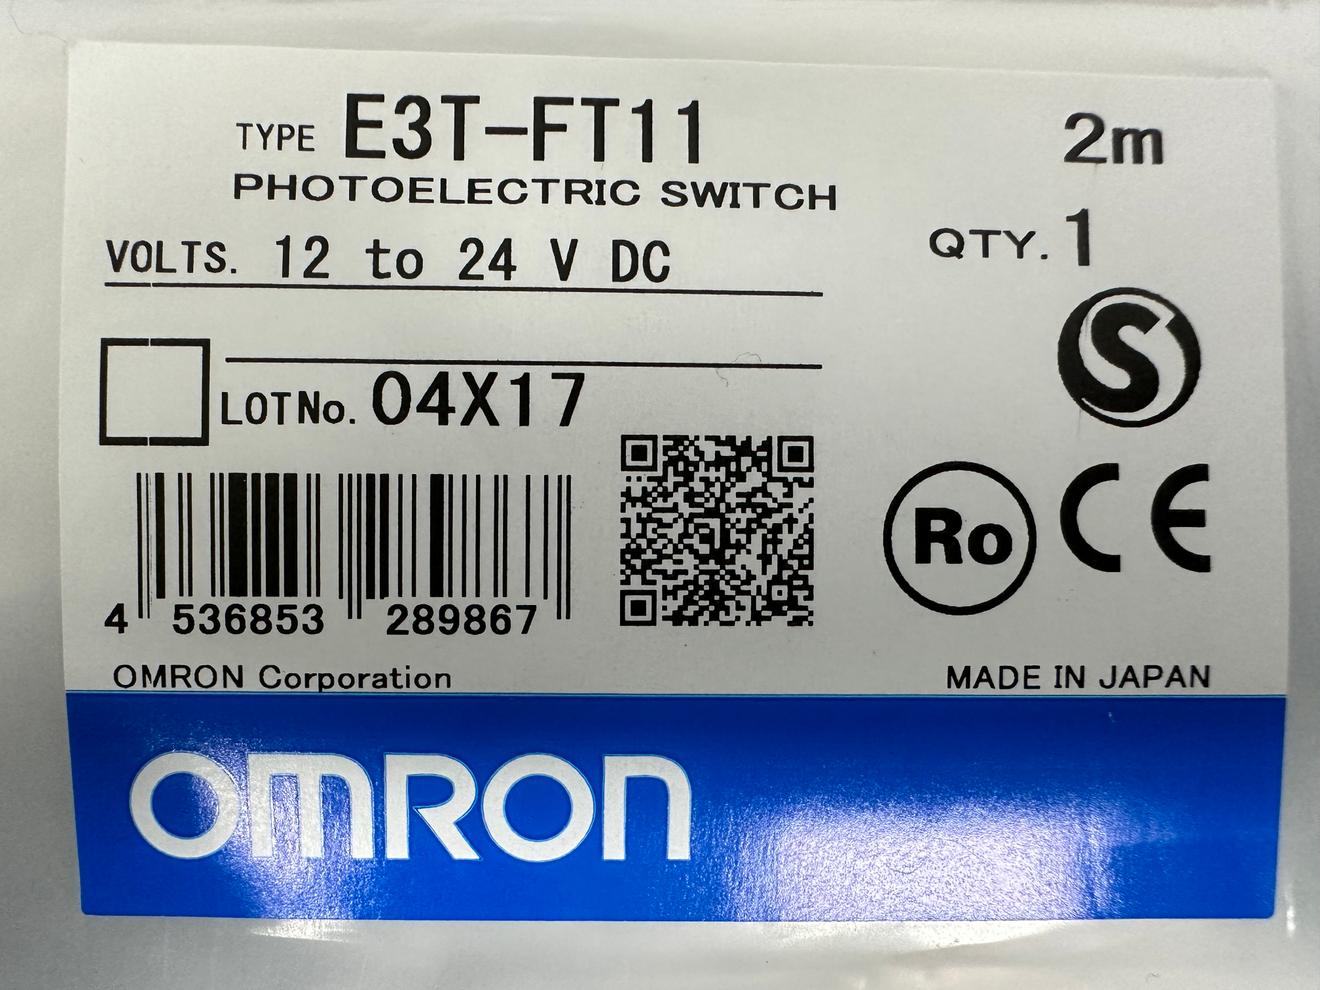 TYPE E3T-FT11
2m
PHOTOELECTRIC SWITCH
VOLTS. 12 to 24 V DC
QTY. 1
S
LOT No. 04X17
Ro CE
4 536853 289867
OMRON Corporation
MADE IN JAPAN
OMRON